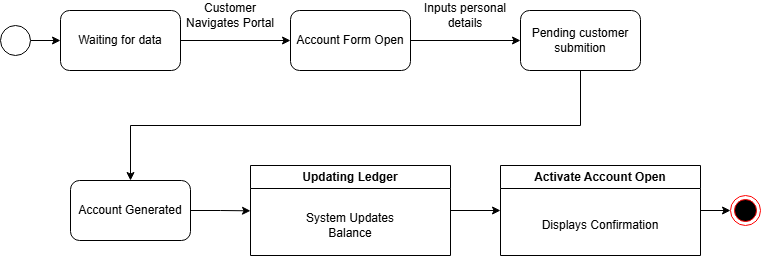 Customer
Navigates Portal
Inputs personal
details
Waiting for data
Account Form Open
Pending customer
submition
Account Generated
Updating Ledger
System Updates
Balance
Activate Account Open
Displays Confirmation